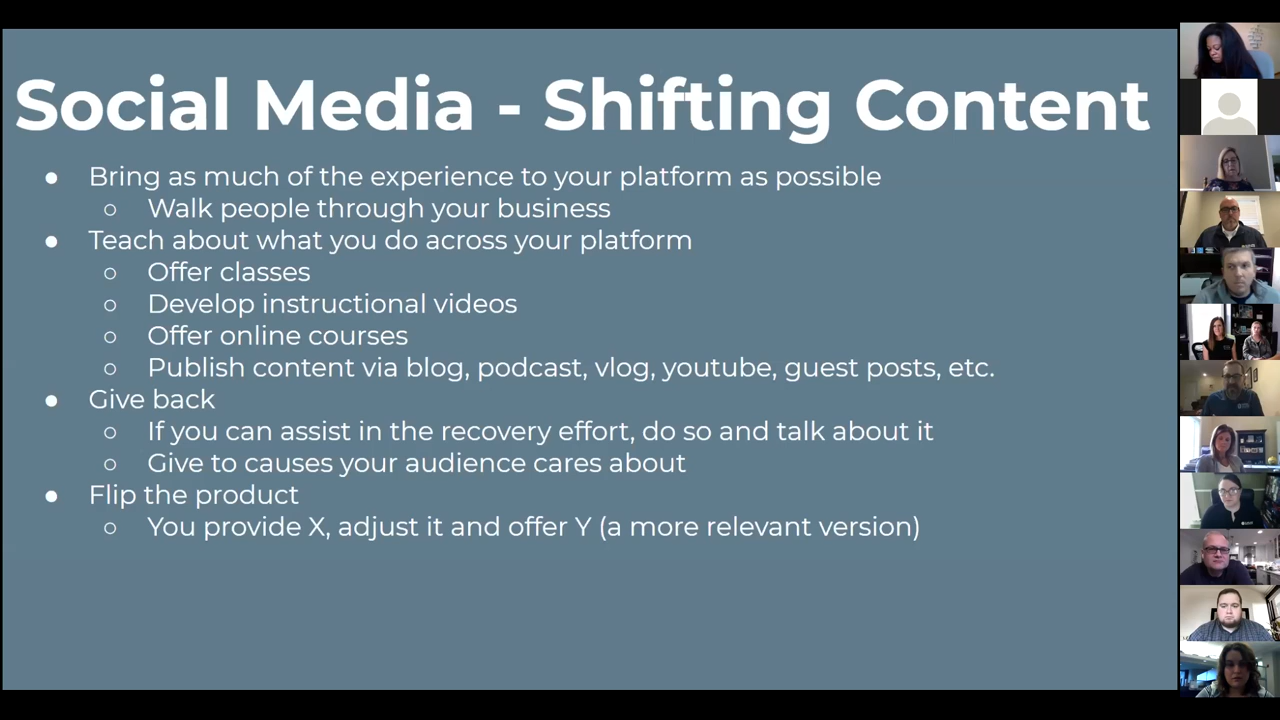 Social Media - Shifting Content
● Bring as much of the experience to your platform as possible
○ Walk people through your business
● Teach about what you do across your platform
○ Offer classes
○ Develop instructional videos
○ Offer online courses
○ Publish content via blog, podcast, vlog, youtube, guest posts, etc.
● Give back
○ If you can assist in the recovery effort, do so and talk about it
○ Give to causes your audience cares about
● Flip the product
○ You provide X, adjust it and offer Y (a more relevant version)